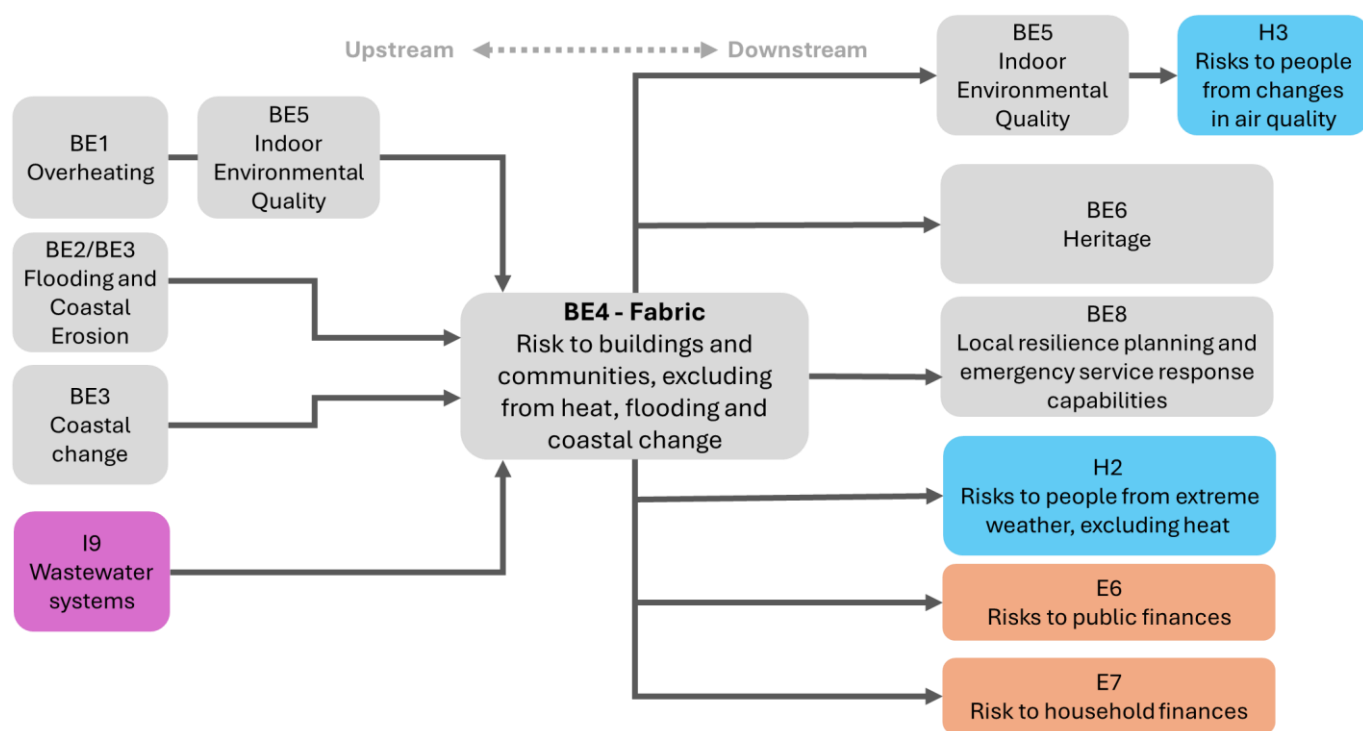 Upstream
Downstream
BE1
Overheating
BE5
Indoor
Environmental
Quality
BE2/BE3
Flooding and
Coastal
Erosion
BE3
Coastal
change
I9
Wastewater
systems
BE4 - Fabric
Risk to buildings and
communities, excluding
from heat, flooding and
coastal change
BE5
Indoor
Environmental
Quality
H3
Risks to people
from changes
in air quality
BE6
Heritage
BE8
Local resilience planning and
emergency service response
capabilities
H2
Risks to people from extreme
weather, excluding heat
E6
Risks to public finances
E7
Risk to household finances